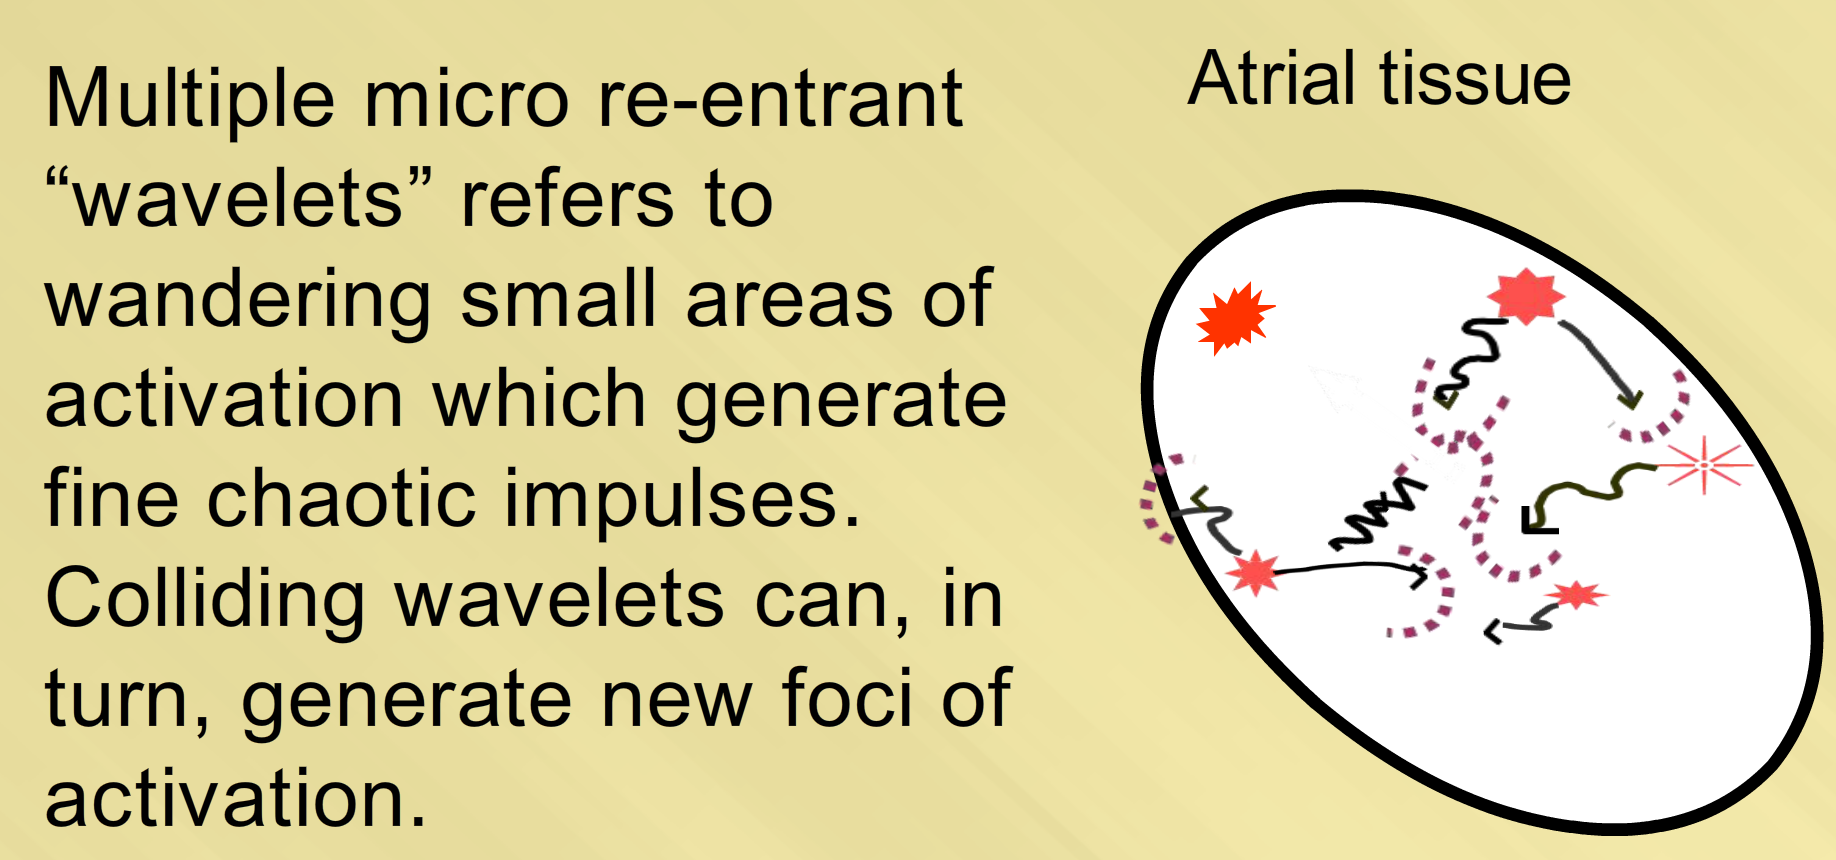 Multiple micro re-entrant
“wavelets” refers to
wandering small areas of
activation which generate
fine chaotic impulses.
Colliding wavelets can, in
turn, generate new foci of
activation.
Atrial tissue